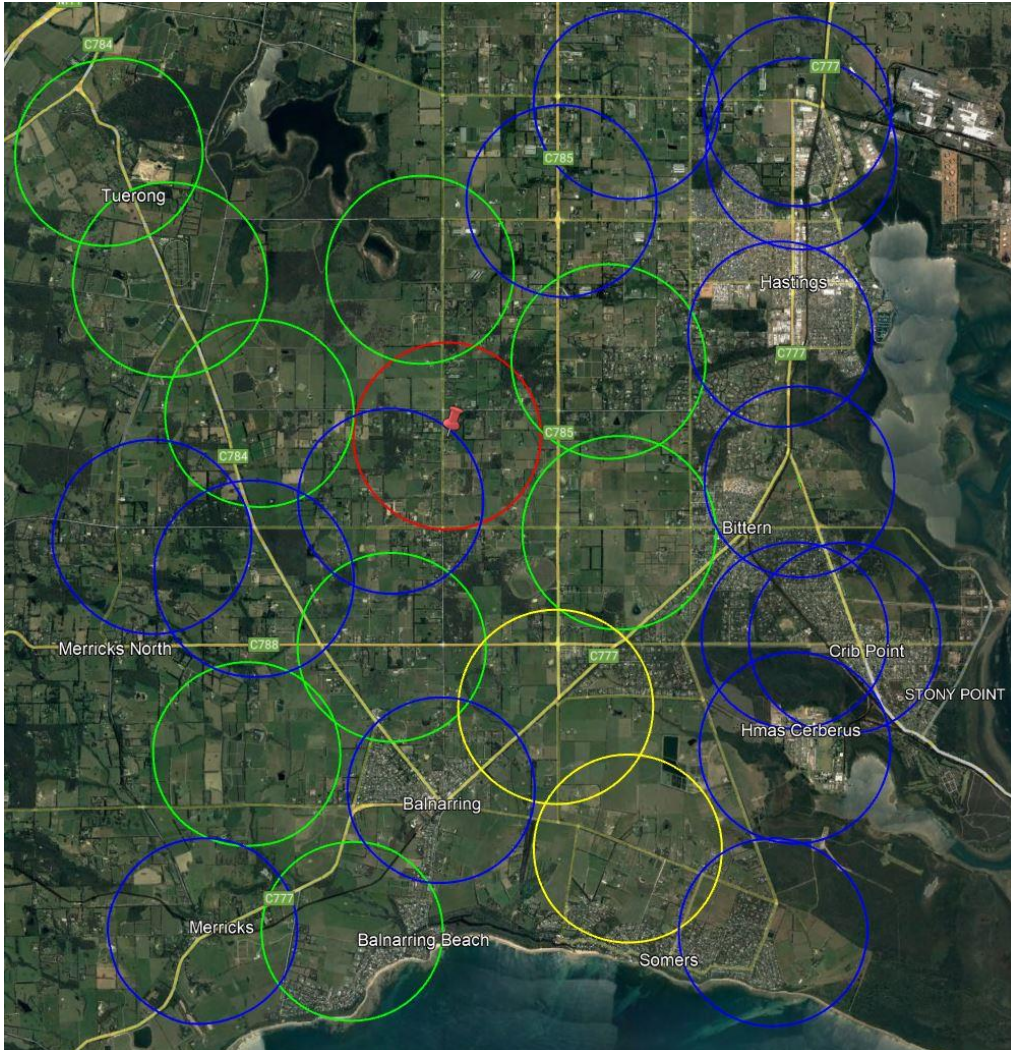 C784
C777
C785
Tuerong
Hastings
C777
C785
C784
Bittern
C788
Merricks North
C777
Crib Point
STONY POINT
Hmas Cerberus
Balnarring
C777
Merricks
Balnarring Beach
Somers